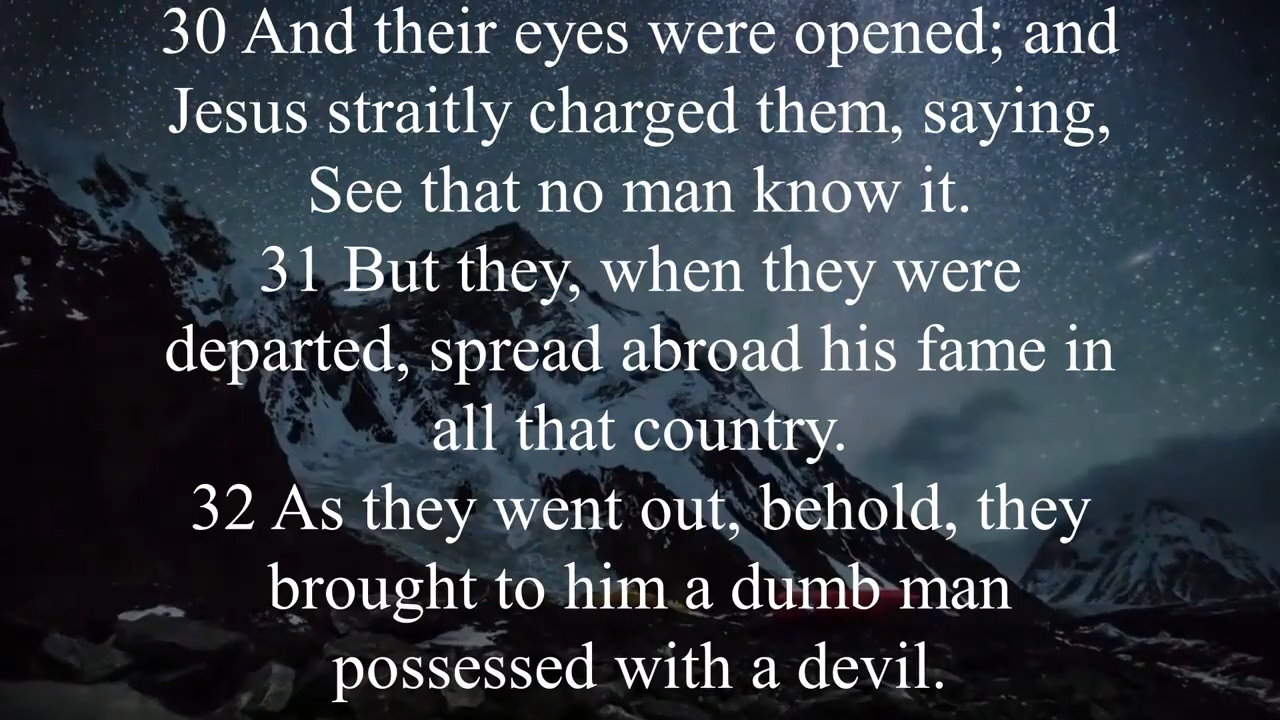 30 And their eyes were opened; and
Jesus straitly charged them, saying,
See that no man know it.
31 But they, when they were
departed, spread abroad his fame in
all that country.
32 As they went out, behold, they
brought to him a dumb man
possessed with a devil.